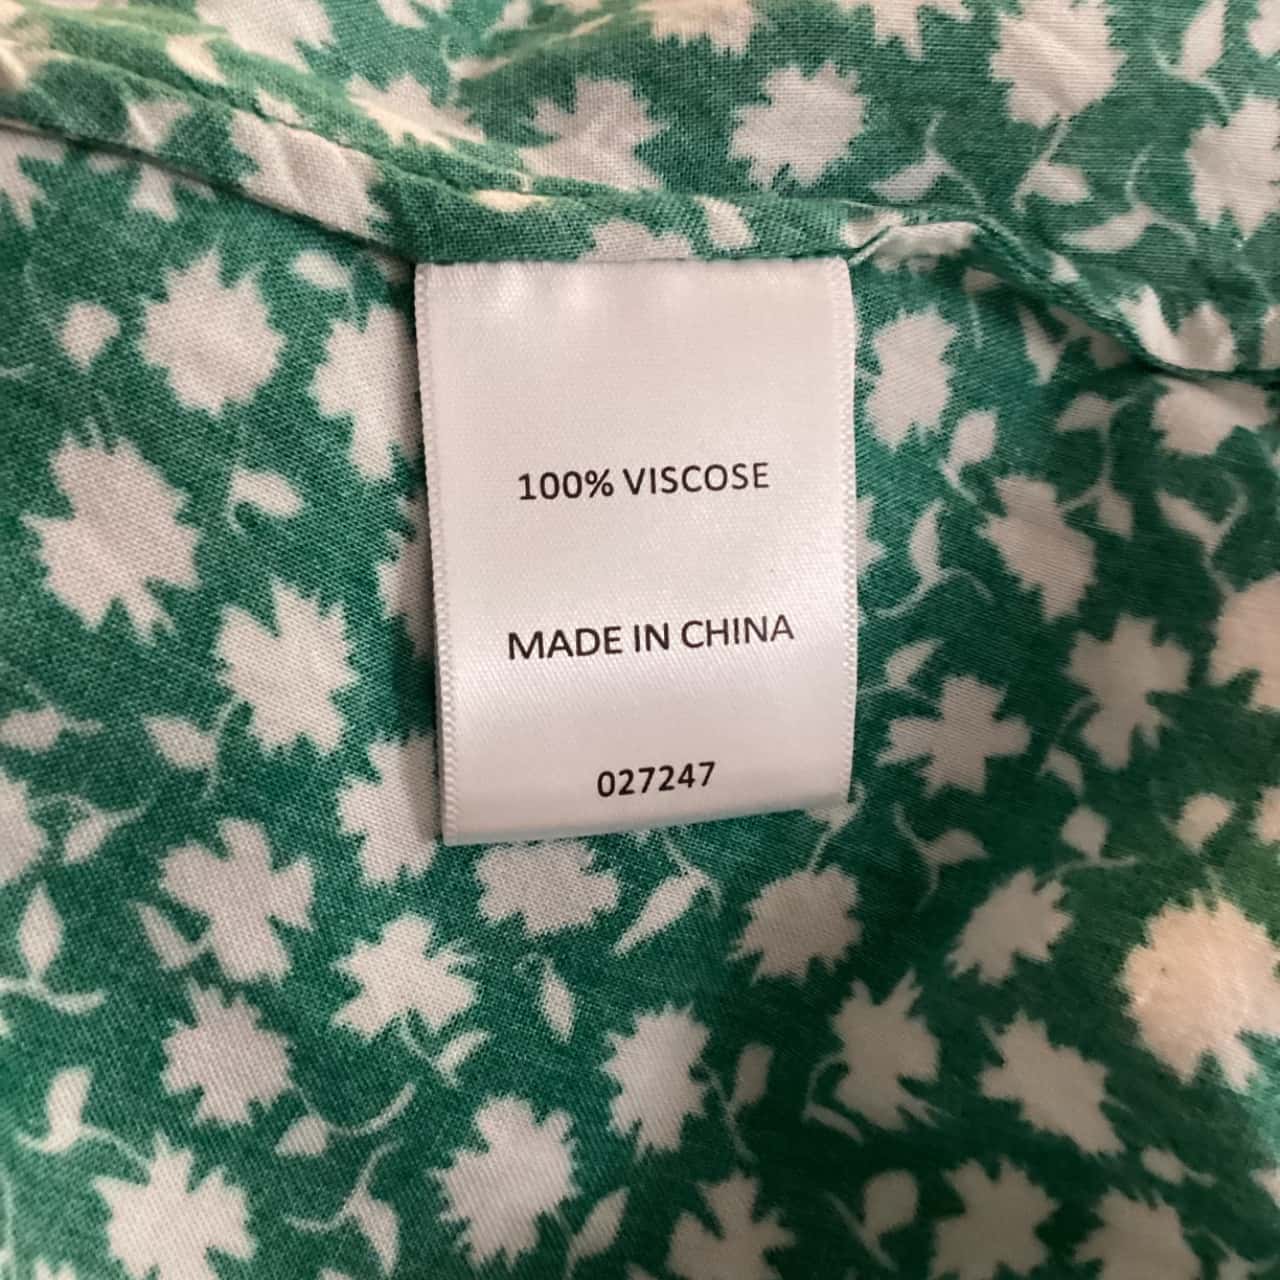 100% VISCOSE
MADE IN CHINA
027247